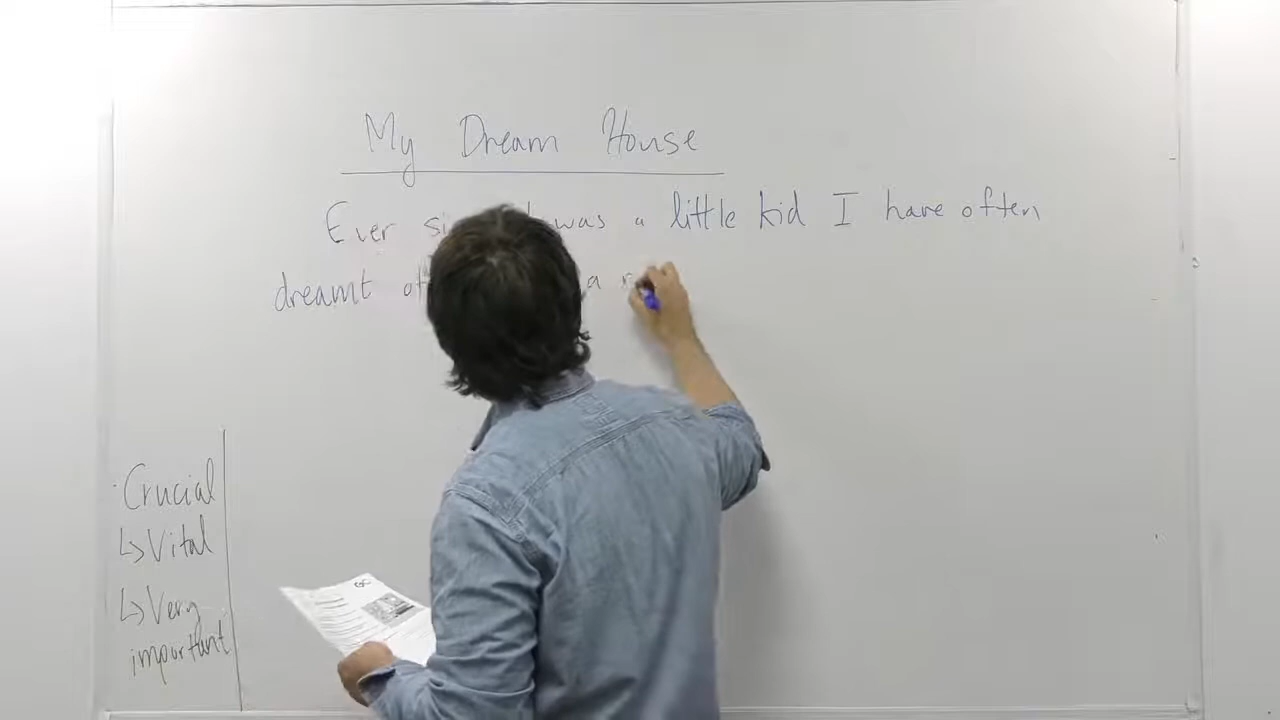 My Dream House
Ever was a little kid I have often
dreamt of a
Crucial
↳ Vital
↳ Very
important